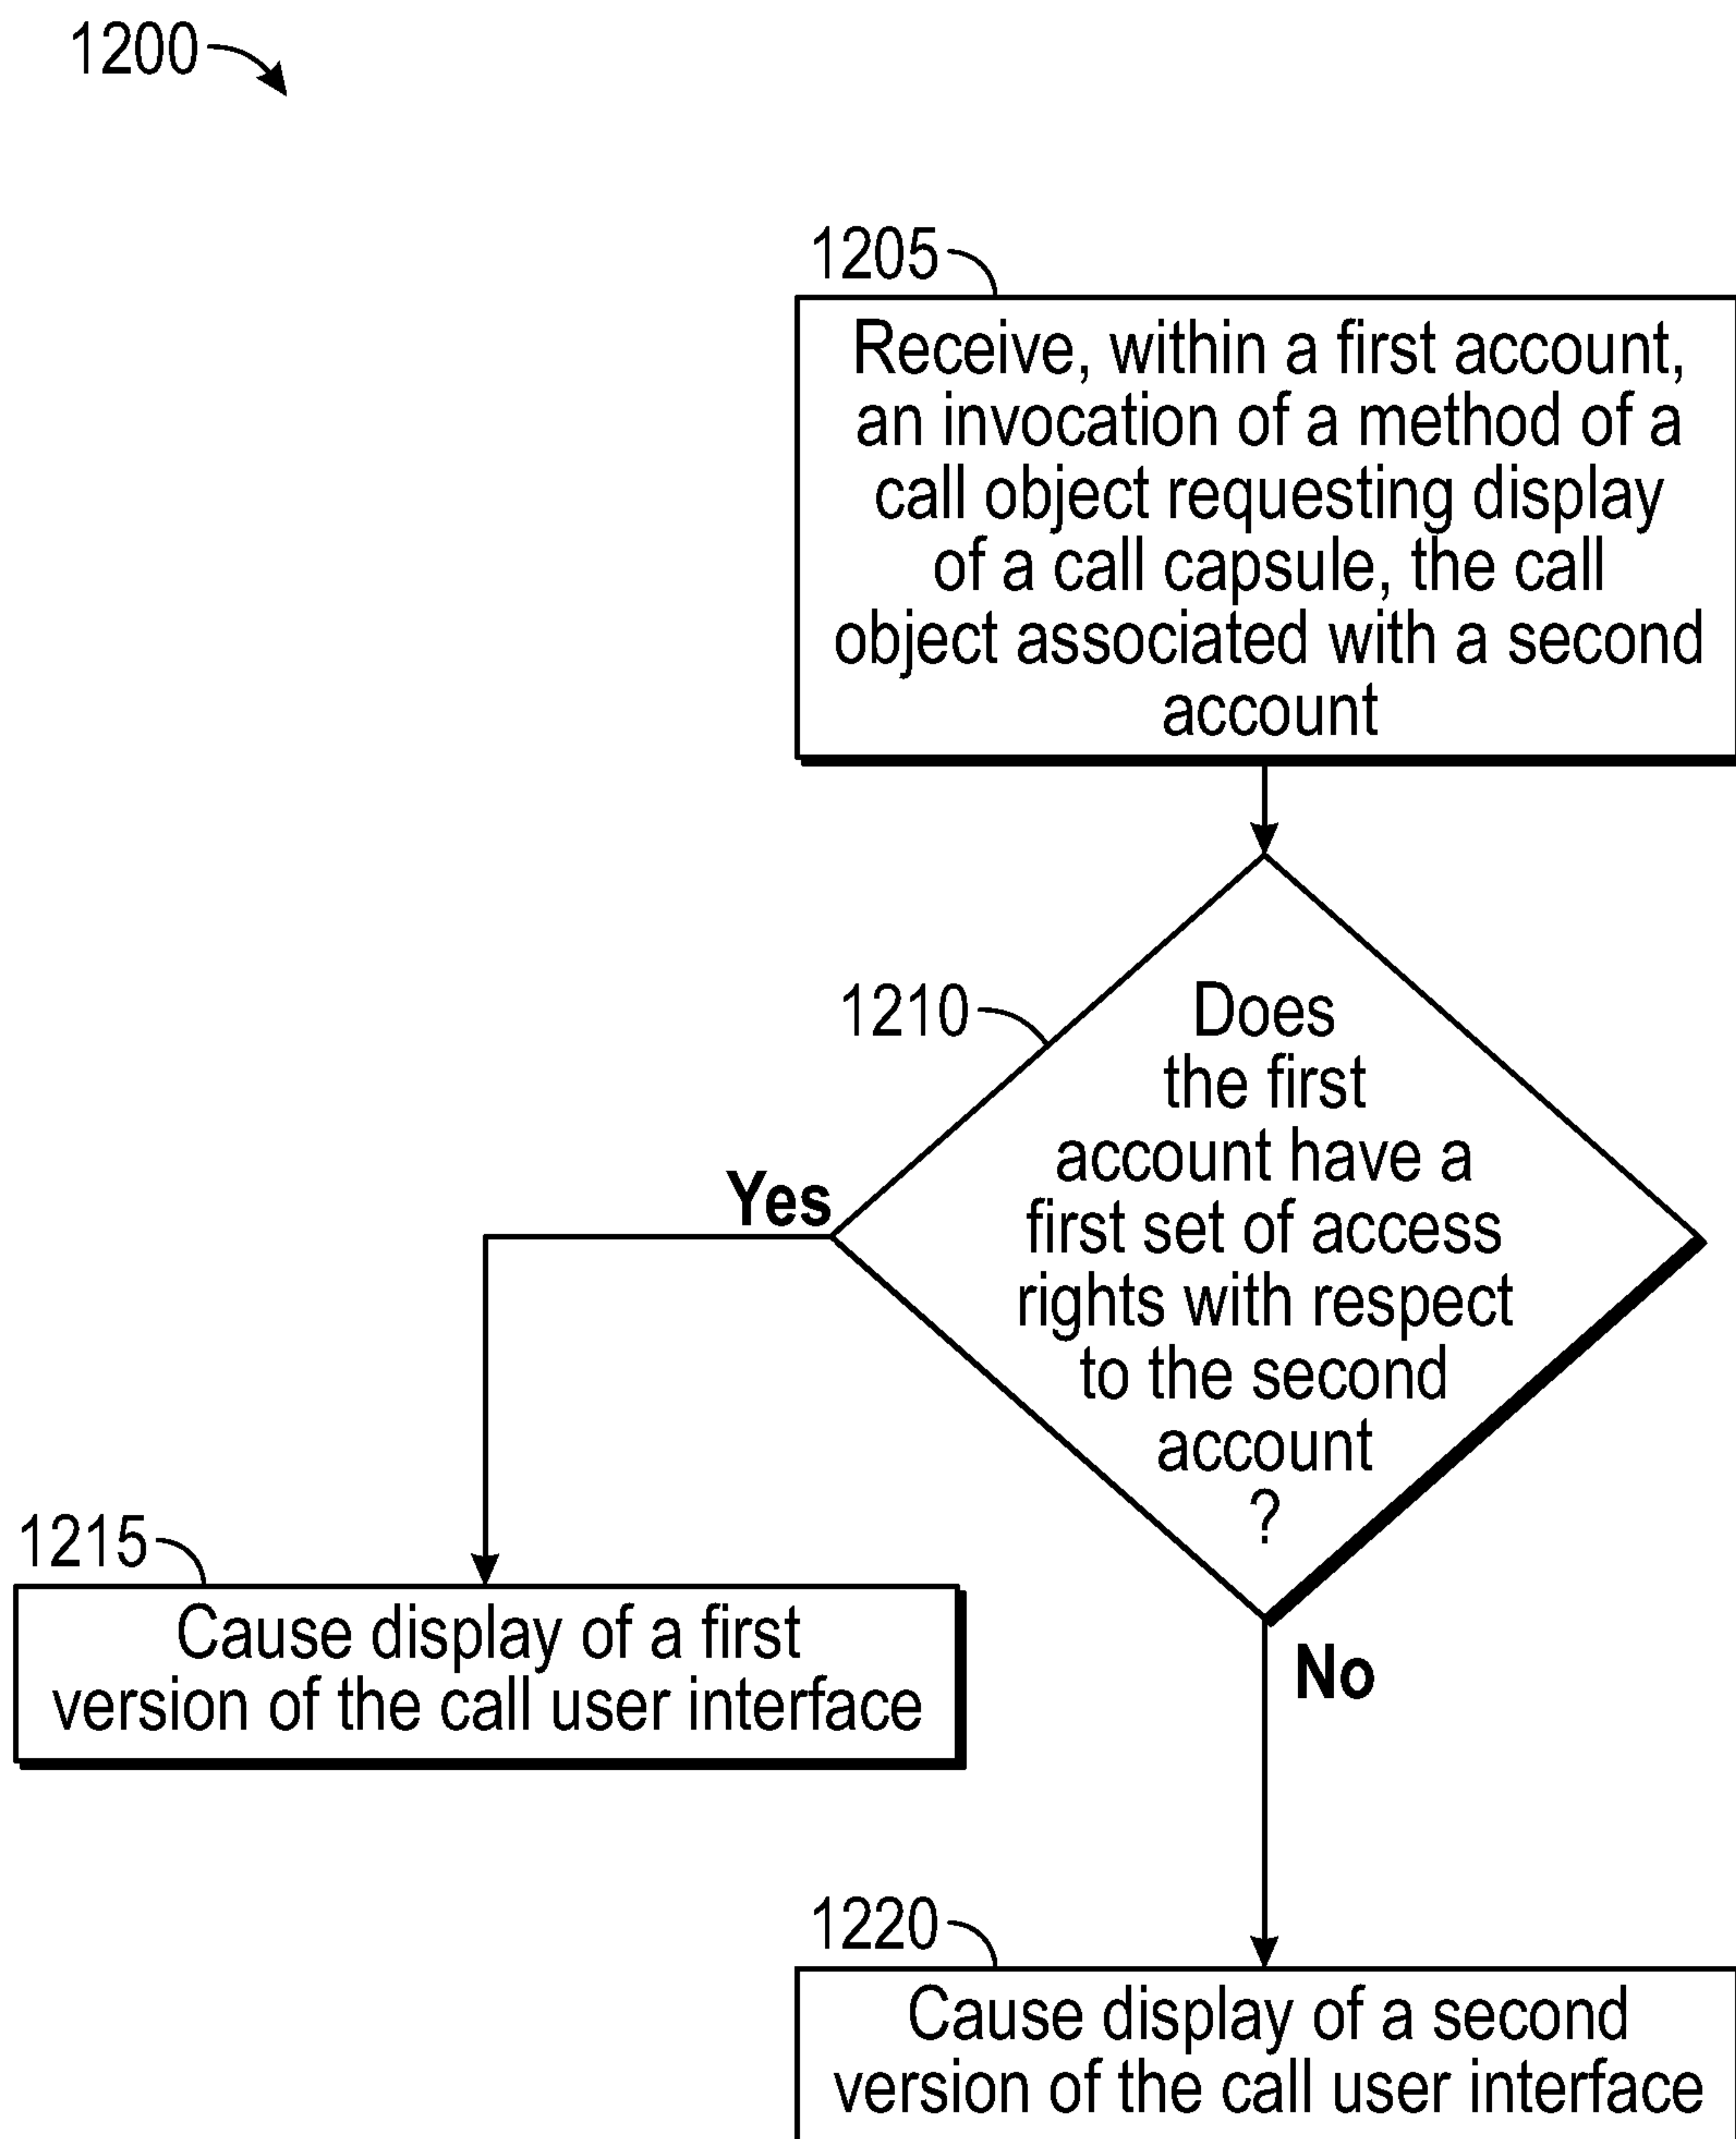 1200
1205
Receive, within a first account,
an invocation of a method of a
call object requesting display
of a call capsule, the call
object associated with a second
account
1210
Does
the first
account have a
first set of access
rights with respect
to the second
account
?
Yes
No
1215
Cause display of a first
version of the call user interface
1220
Cause display of a second
version of the call user interface